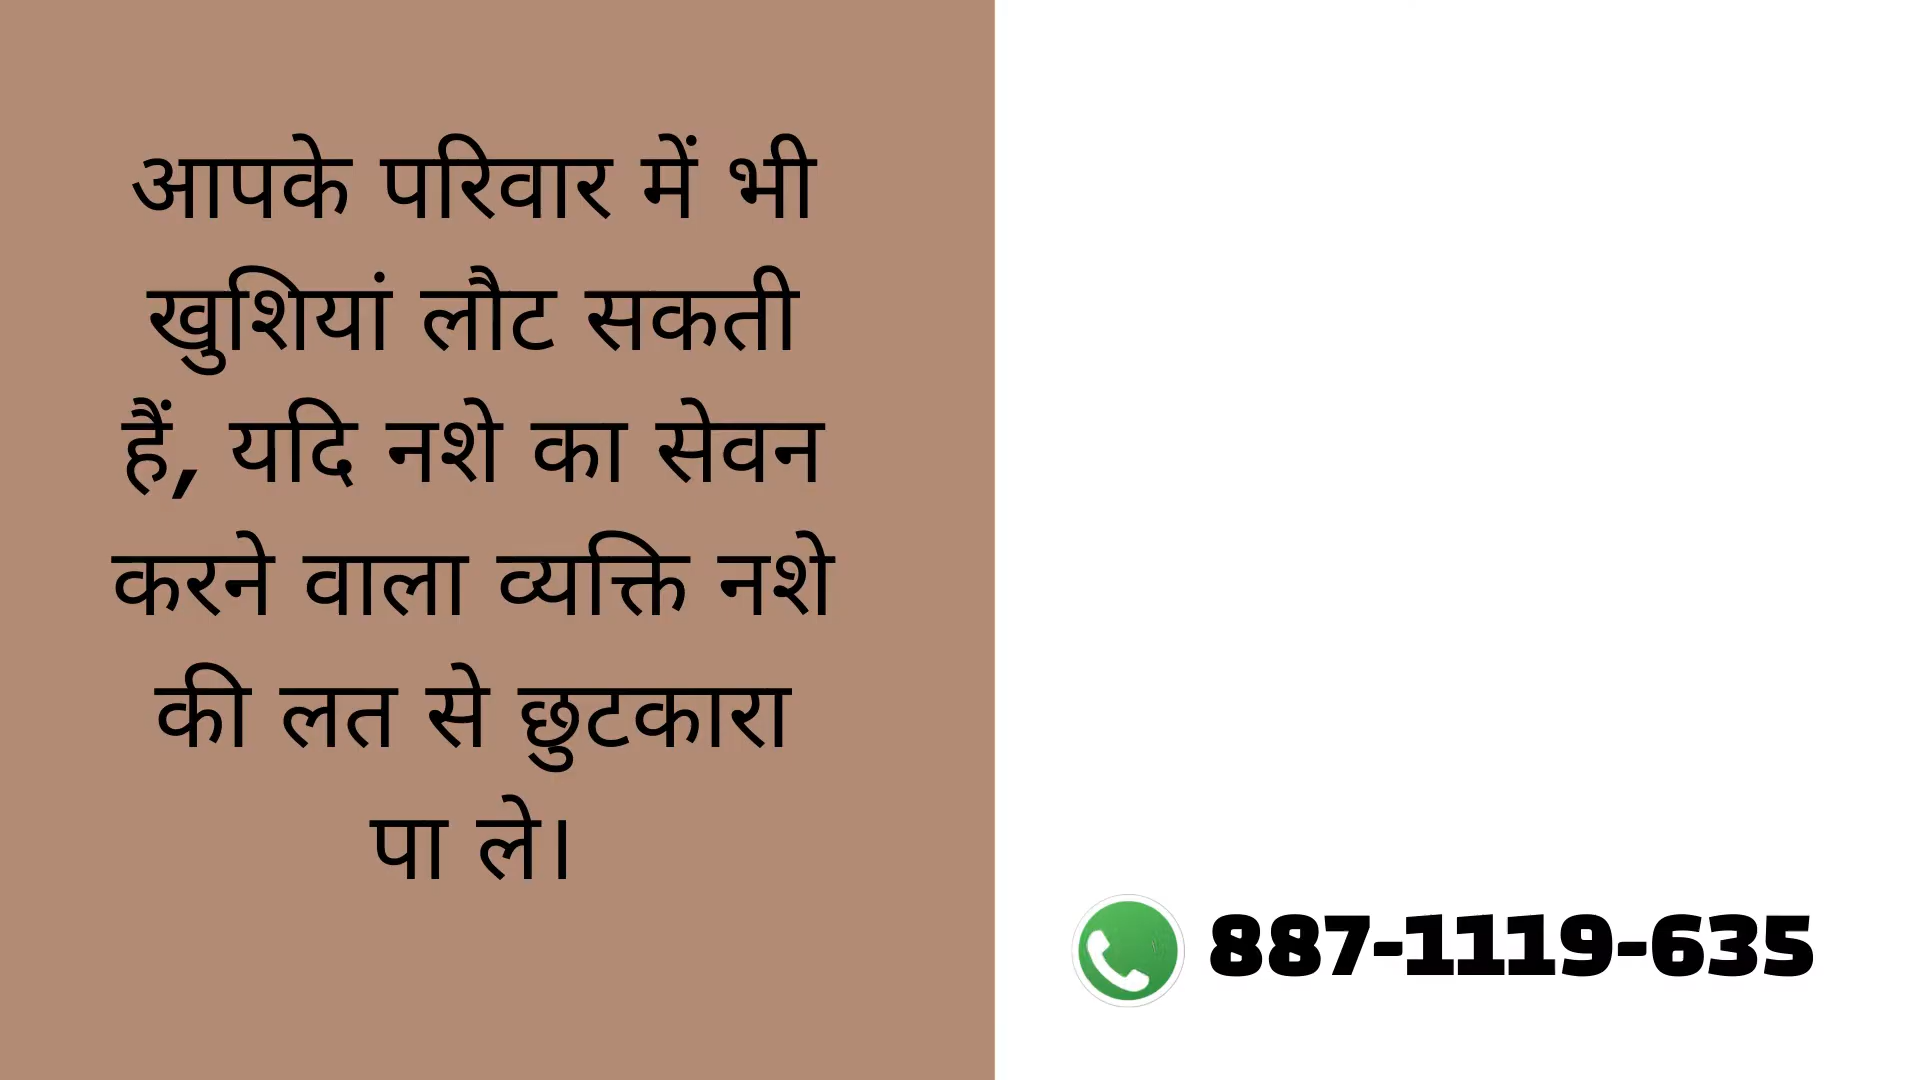 आपके परिवार में भी
खुशियां लौट सकती
हैं, यदि नशे का सेवन
करने वाला व्यक्ति नशे
की लत से छुटकारा
पा ले।
887-1119-635